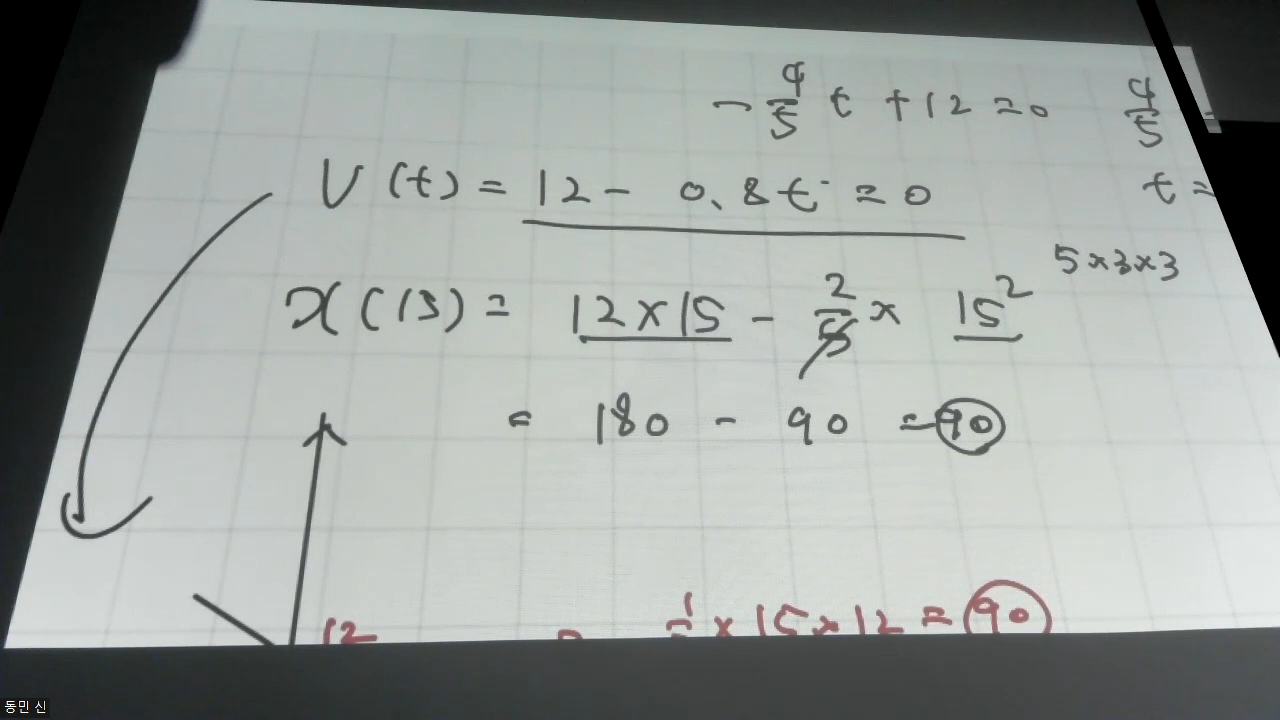 -4/5 t + 12 = 0
4/5 =
V(t) = 12 - 0.8t = 0
t =
5×3×3
x(15) = 12×15 - 2/5 × 15²
= 180 - 90 = 90
12
1/2 × 15 × 12 = 90
동민 신